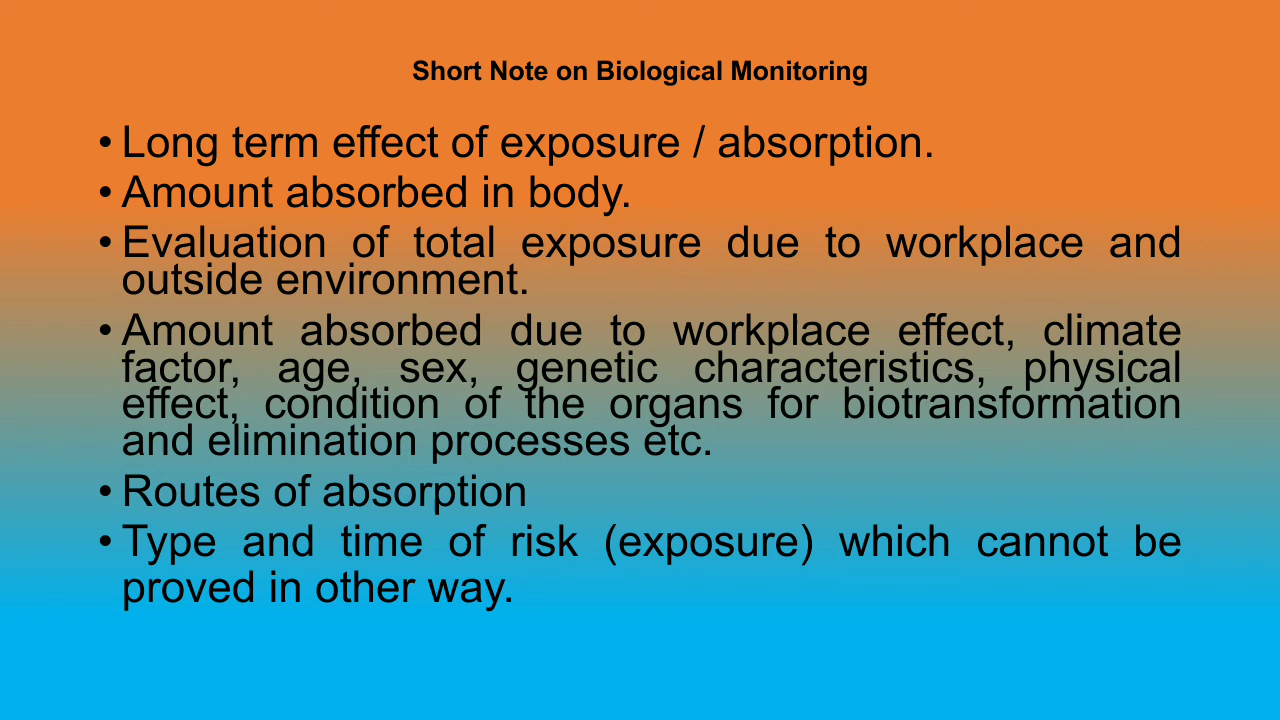 Short Note on Biological Monitoring
• Long term effect of exposure / absorption.
• Amount absorbed in body.
• Evaluation of total exposure due to workplace and
outside environment.
• Amount absorbed due to workplace effect, climate
factor, age, sex, genetic characteristics, physical
effect, condition of the organs for biotransformation
and elimination processes etc.
• Routes of absorption
• Type and time of risk (exposure) which cannot be
proved in other way.